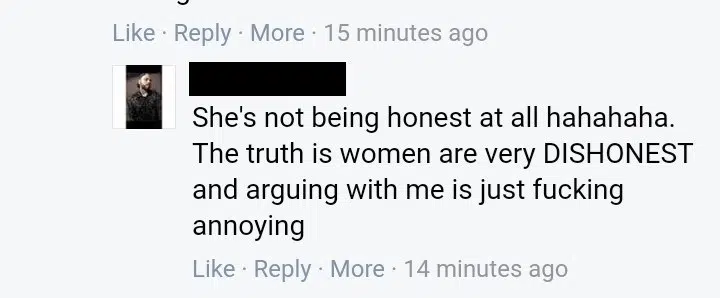 Like · Reply · More · 15 minutes ago
She's not being honest at all hahahaha.
The truth is women are very DISHONEST
and arguing with me is just fucking
annoying
Like · Reply · More · 14 minutes ago